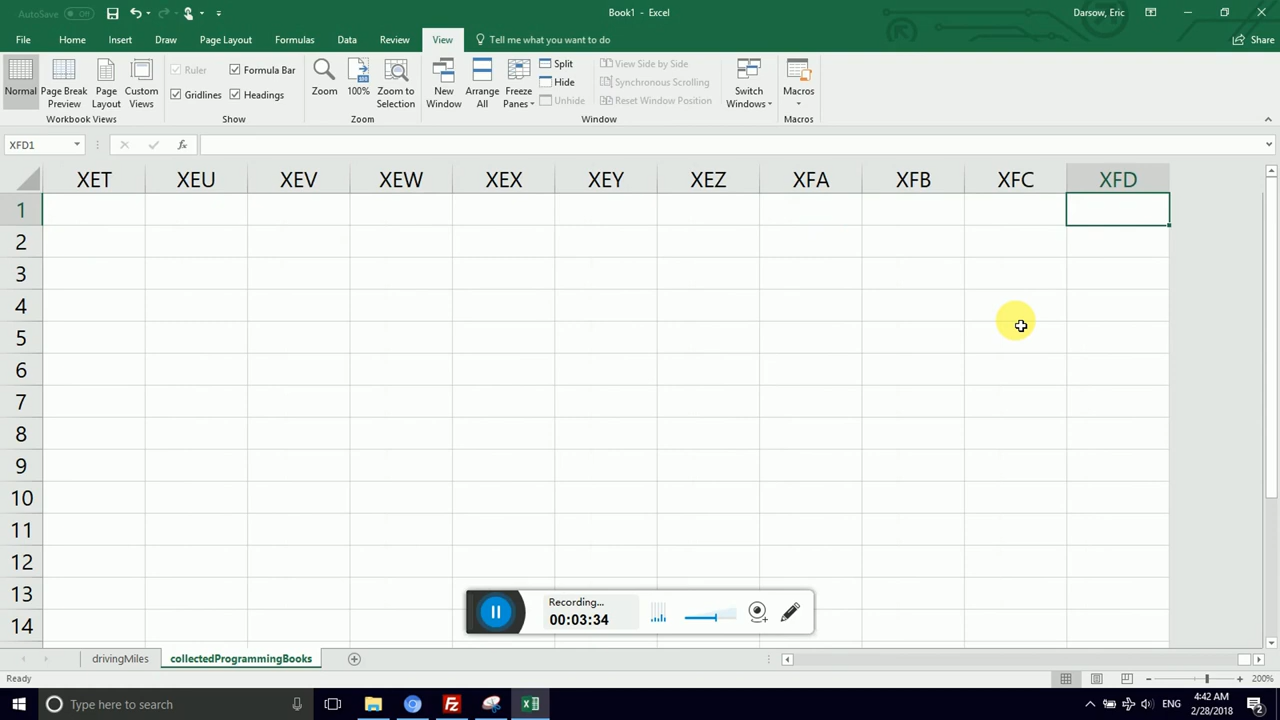 AutoSave Off
Book1 - Excel
Darsow, Eric
File Home Insert Draw Page Layout Formulas Data Review View Tell me what you want to do Share
Normal
Page Break Preview
Page Layout
Custom Views
Workbook Views
Ruler
Formula Bar
Gridlines
Headings
Show
Zoom
100%
Zoom to Selection
Zoom
New Window
Arrange All
Freeze Panes
Split
Hide
Unhide
View Side by Side
Synchronous Scrolling
Reset Window Position
Window
Switch Windows
Macros
Macros
XFD1
fx
XET XEU XEV XEW XEX XEY XEZ XFA XFB XFC XFD
1
2
3
4
5
6
7
8
9
10
11
12
13
14
Recording...
00:03:34
drivingMiles collectedProgrammingBooks
Ready
200%
Type here to search
ENG
4:42 AM
2/28/2018
2